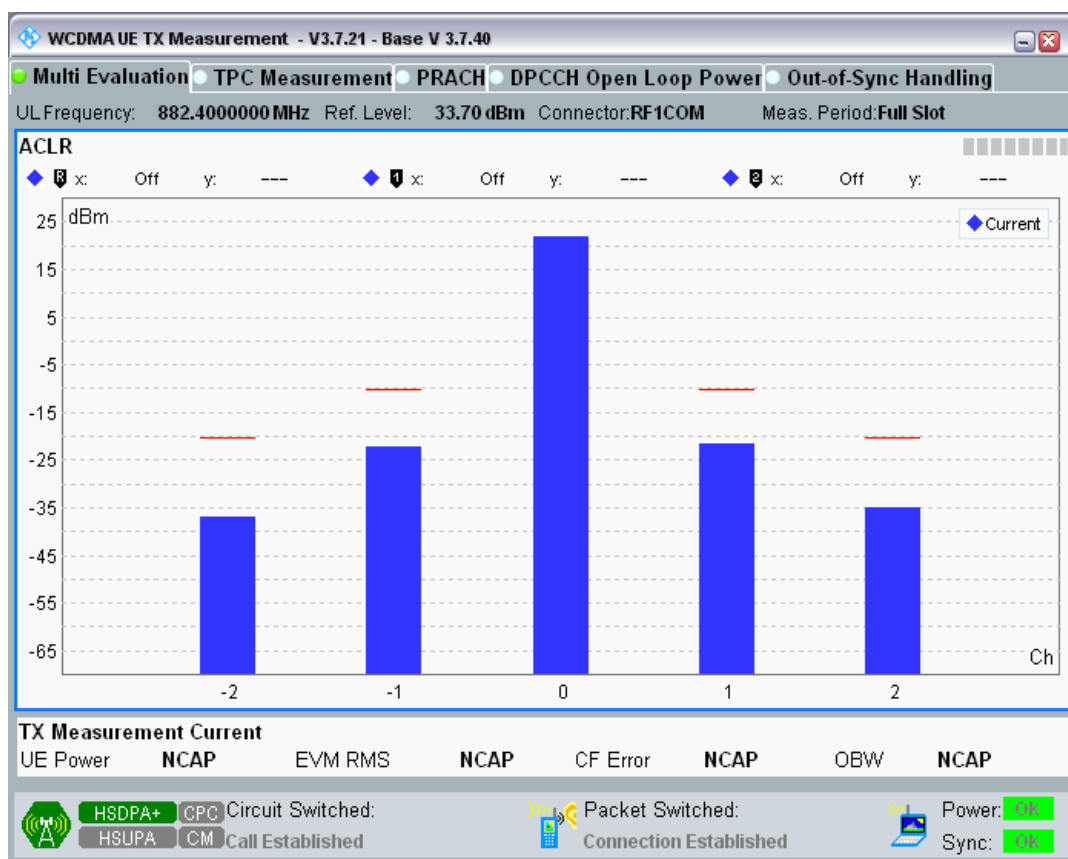 WCDMA UE TX Measurement - V3.7.21 - Base V 3.7.40
Multi Evaluation TPC Measurement PRACH DPCCH Open Loop Power Out-of-Sync Handling
UL Frequency: 882.4000000 MHz Ref. Level: 33.70 dBm Connector: RF1COM Meas. Period: Full Slot
ACLR
R x: Off y: --- 1 x: Off y: --- 2 x: Off y: ---
dBm
Current
25
15
5
-5
-15
-25
-35
-45
-55
-65
Ch
-2 -1 0 1 2
TX Measurement Current
UE Power NCAP EVM RMS NCAP CF Error NCAP OBW NCAP
HSDPA+ CPC Circuit Switched: Packet Switched: Power: OK
HSUPA CM Call Established Connection Established Sync: OK